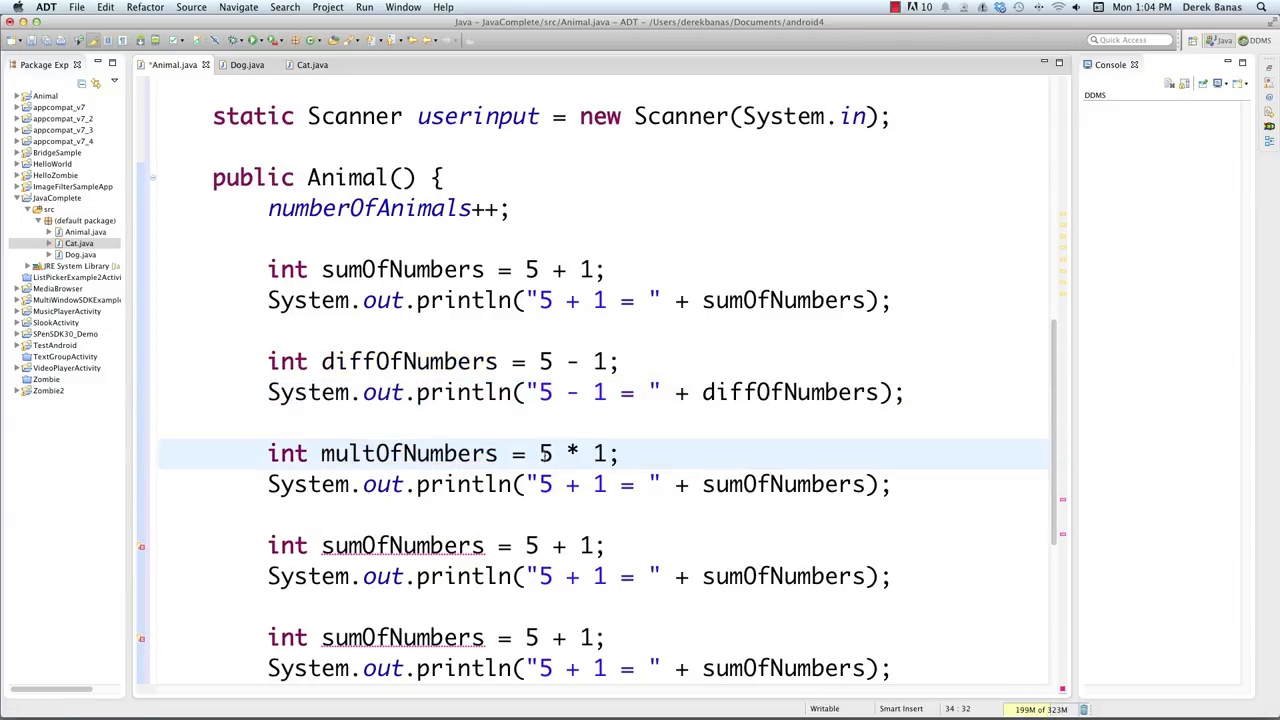 ADT File Edit Refactor Source Navigate Search Project Run Window Help 10 Mon 1:04 PM Derek Banas
Java - JavaComplete/src/Animal.java - ADT - /Users/derekbanas/Documents/android4
Quick Access Java DDMS
Package Exp
*Animal.java Dog.java Cat.java
Console
DDMS
Animal
appcompat_v7
appcompat_v7_2
appcompat_v7_3
appcompat_v7_4
BridgeSample
HelloWorld
HelloZombie
ImageFilterSampleApp
JavaComplete
src
(default package)
Animal.java
Cat.java
Dog.java
JRE System Library [Ja
ListPickerExample2Activi
MediaBrowser
MultiWindowSDKExample
MusicPlayerActivity
SlookActivity
SPenSDK30_Demo
TestAndroid
TextGroupActivity
VideoPlayerActivity
Zombie
Zombie2
static Scanner userinput = new Scanner(System.in);
public Animal() {
numberOfAnimals++;
int sumOfNumbers = 5 + 1;
System.out.println("5 + 1 = " + sumOfNumbers);
int diffOfNumbers = 5 - 1;
System.out.println("5 - 1 = " + diffOfNumbers);
int multOfNumbers = 5 * 1;
System.out.println("5 + 1 = " + sumOfNumbers);
int sumOfNumbers = 5 + 1;
System.out.println("5 + 1 = " + sumOfNumbers);
int sumOfNumbers = 5 + 1;
System.out.println("5 + 1 = " + sumOfNumbers);
Writable Smart Insert 34 : 32 199M of 323M